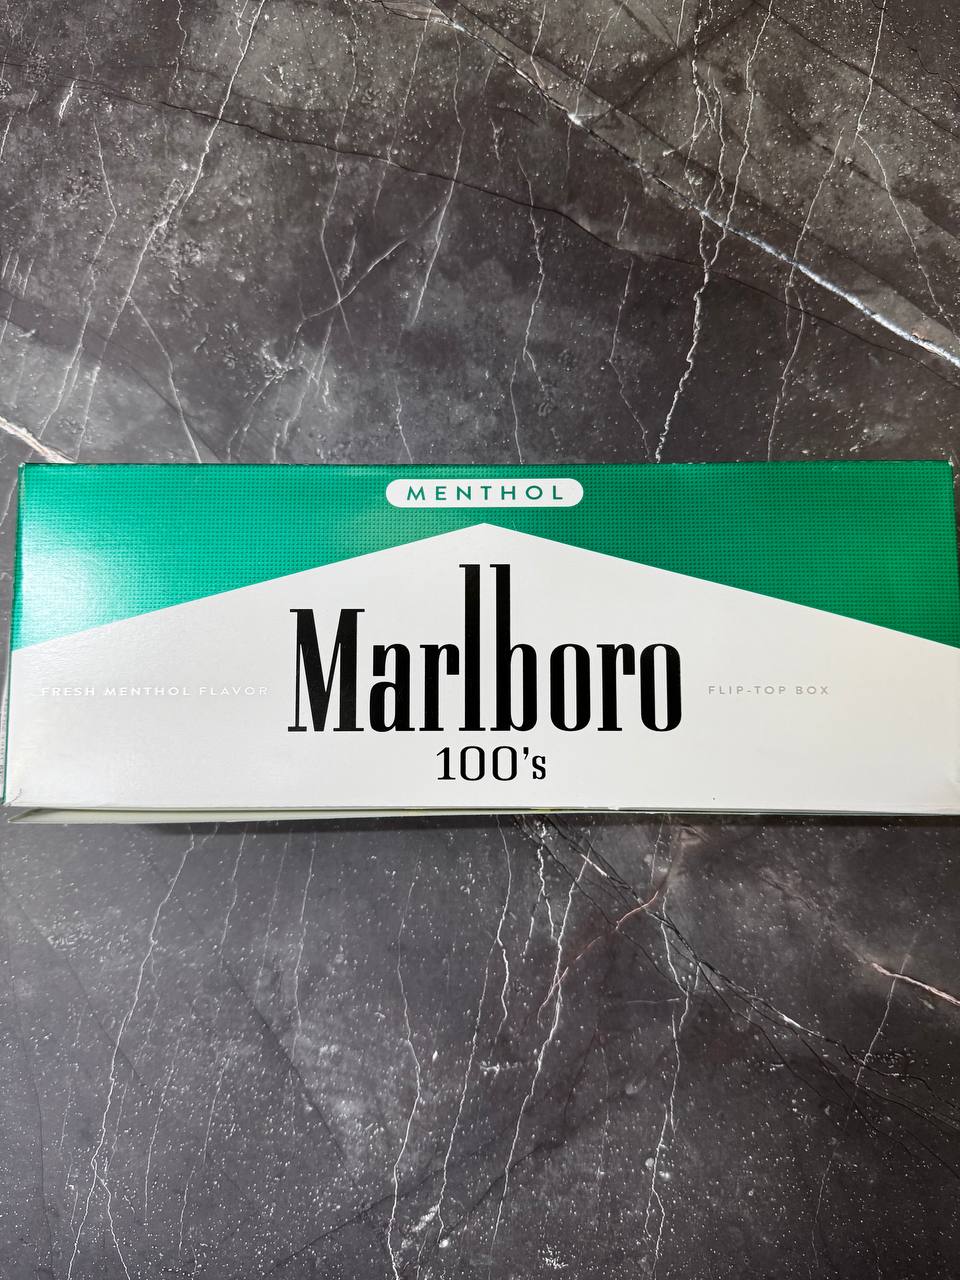 MENTHOL
Marlboro
FRESH MENTHOL FLAVOR
FLIP-TOP BOX
100's